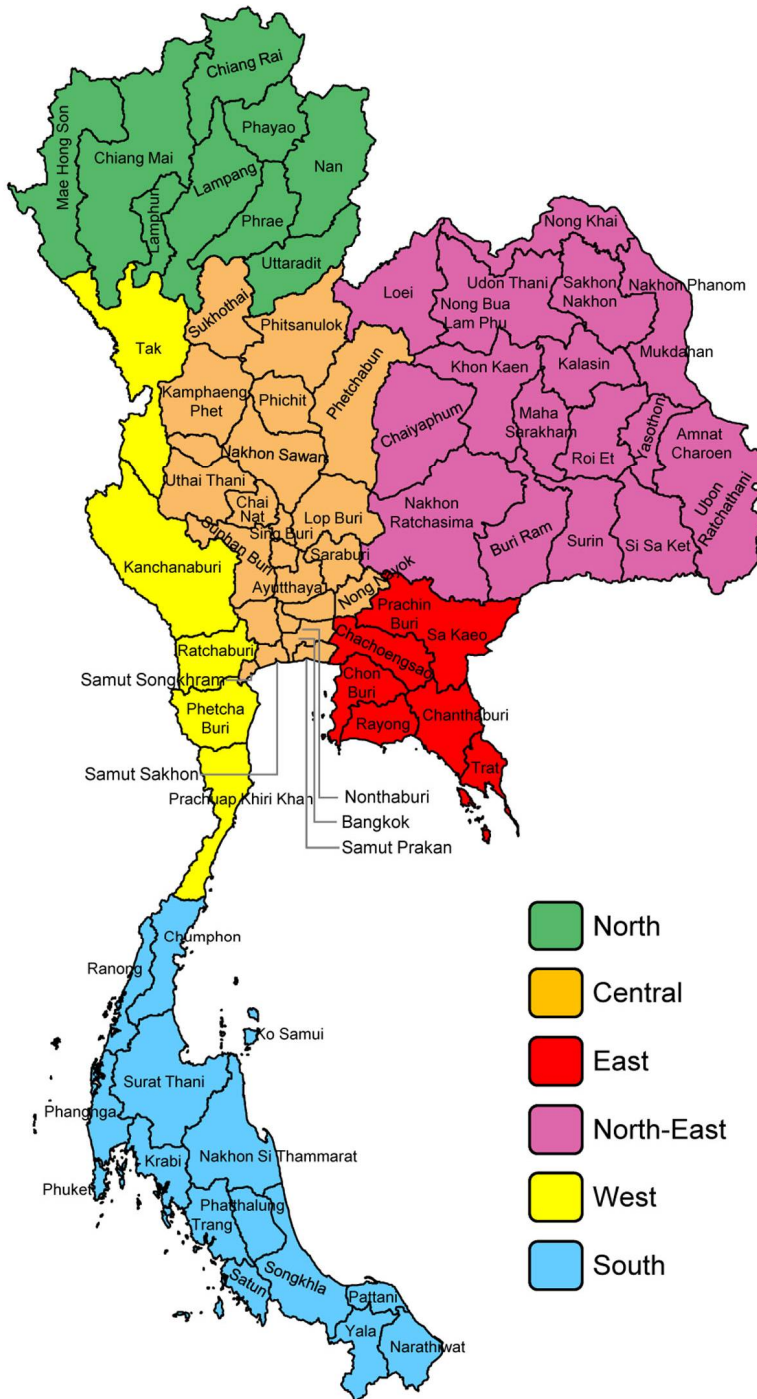 Chiang Rai
Phayao
Mae Hong Son
Chiang Mai
Nan
Lampang
Lamphun
Phrae
Uttaradit
Nong Khai
Loei
Udon Thani
Sakhon
Nakhon
Nakhon Phanom
Nong Bua
Lam Phu
Sukhothai
Phitsanulok
Tak
Mukdahan
Khon Kaen
Kalasin
Phetchabun
Kamphaeng
Phet
Phichit
Chaiyaphum
Maha
Sarakham
Roi Et
Yasothon
Amnat
Charoen
Nakhon Sawan
Uthai Thani
Chai
Nat
Lop Buri
Nakhon
Ratchasima
Ubon
Ratchathani
Sing Buri
Suphan Buri
Saraburi
Buri Ram
Surin
Si Sa Ket
Kanchanaburi
Ayutthaya
Nong Nayok
Prachin
Buri
Sa Kaeo
Ratchaburi
Chachoengsao
Samut Songkhram
Chon
Buri
Phetcha
Buri
Rayong
Chanthaburi
Trat
Samut Sakhon
Prachuap Khiri Khan
Nonthaburi
Bangkok
Samut Prakan
Chumphon
Ranong
Ko Samui
Surat Thani
Phangnga
Krabi
Nakhon Si Thammarat
Phuket
Phatthalung
Trang
Songkhla
Satun
Pattani
Yala
Narathiwat
North
Central
East
North-East
West
South